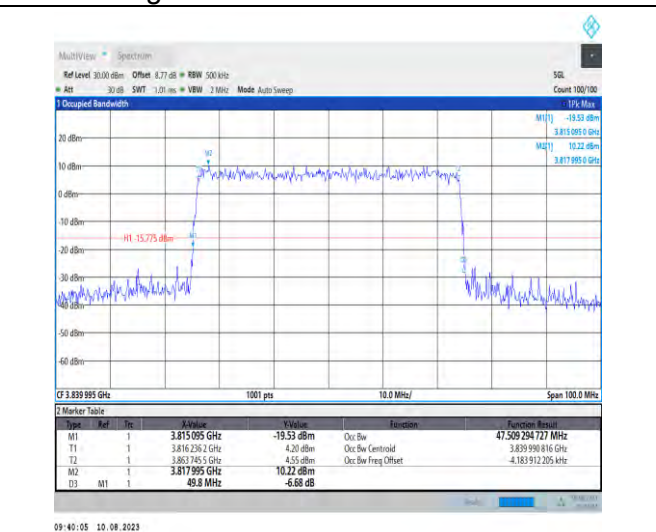 MultiView Spectrum
Ref Level 30.00 dBm Offset 8.77 dB RBW 500 kHz SGL
Att 30 dB SWT 1.01 ms VBW 2 MHz Mode Auto Sweep Count 100/100
1 Occupied Bandwidth 1Pk Max
M1[1] -19.53 dBm
3.815 095 0 GHz
M2[1] 10.22 dBm
3.817 995 0 GHz
20 dBm
M2
10 dBm
0 dBm
-10 dBm
H1 -15.775 dBm
M1
-20 dBm
-30 dBm
-40 dBm
-50 dBm
-60 dBm
CF 3.839 995 GHz 1001 pts 10.0 MHz/ Span 100.0 MHz
2 Marker Table
Type Ref Trc X-Value Y-Value Function Function Result
M1 1 3.815 095 GHz -19.53 dBm Occ Bw 47.509 294 727 MHz
T1 1 3.816 236 2 GHz 4.20 dBm Occ Bw Centroid 3.839 990 816 GHz
T2 1 3.863 745 5 GHz 4.55 dBm Occ Bw Freq Offset -4.183 912 205 kHz
M2 1 3.817 995 GHz 10.22 dBm
D3 M1 1 49.8 MHz -6.68 dB
09:40:05 10.08.2023